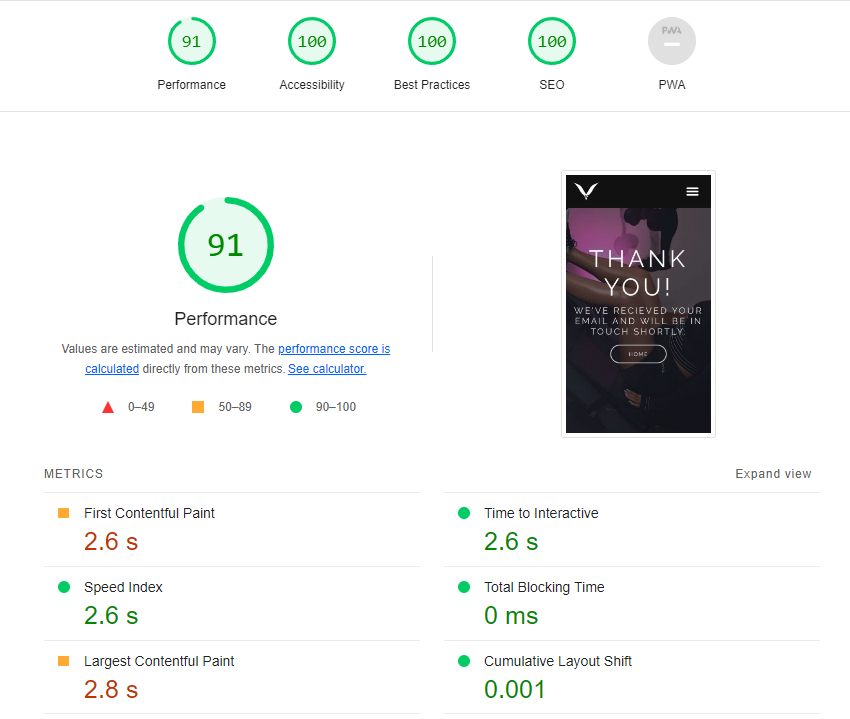 91 100 100 100 PWA
Performance Accessibility Best Practices SEO PWA
91
Performance
Values are estimated and may vary. The performance score is
calculated directly from these metrics. See calculator.
0–49 50–89 90–100
THANK
YOU!
WE'VE RECIEVED YOUR
EMAIL AND WILL BE IN
TOUCH SHORTLY.
HOME
METRICS Expand view
First Contentful Paint Time to Interactive
2.6 s 2.6 s
Speed Index Total Blocking Time
2.6 s 0 ms
Largest Contentful Paint Cumulative Layout Shift
2.8 s 0.001